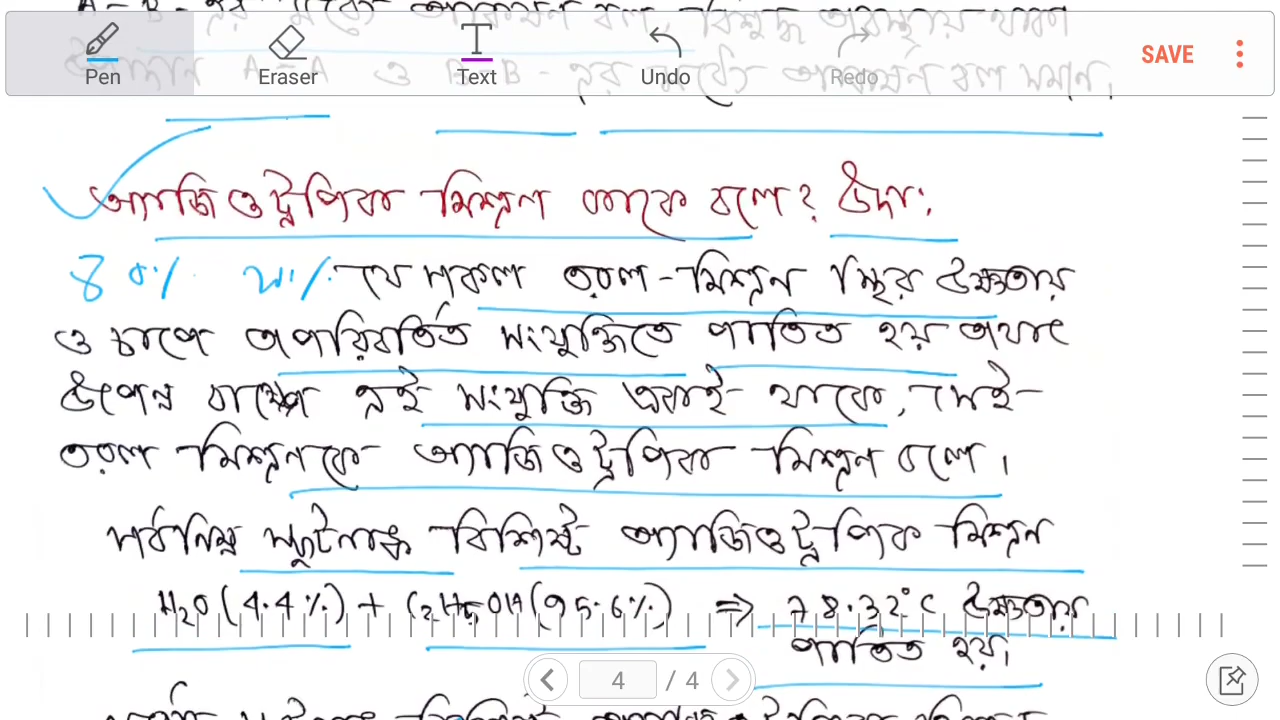 Pen Eraser Text Undo Redo SAVE
অ্যাজিওট্রপিক মিশ্রণ কাকে বলে? উদা:
যে সকল তরল-মিশ্রণ স্থির উষ্ণতায়
ও চাপে অপরিবর্তিত সংযুক্তিতে পাতিত হয় অর্থাৎ
উৎপন্ন বাষ্পে এই সংযুক্তি একই থাকে, সেই
তরল মিশ্রণকে অ্যাজিওট্রপিক মিশ্রণ বলে।
সর্বনিম্ন স্ফুটনাঙ্ক বিশিষ্ট অ্যাজিওট্রপিক মিশ্রণ
H₂O (4.4%) + C₂H₅OH (95.6%) ⇒ 78.32°C উষ্ণতায়
পাতিত হয়।
4 / 4